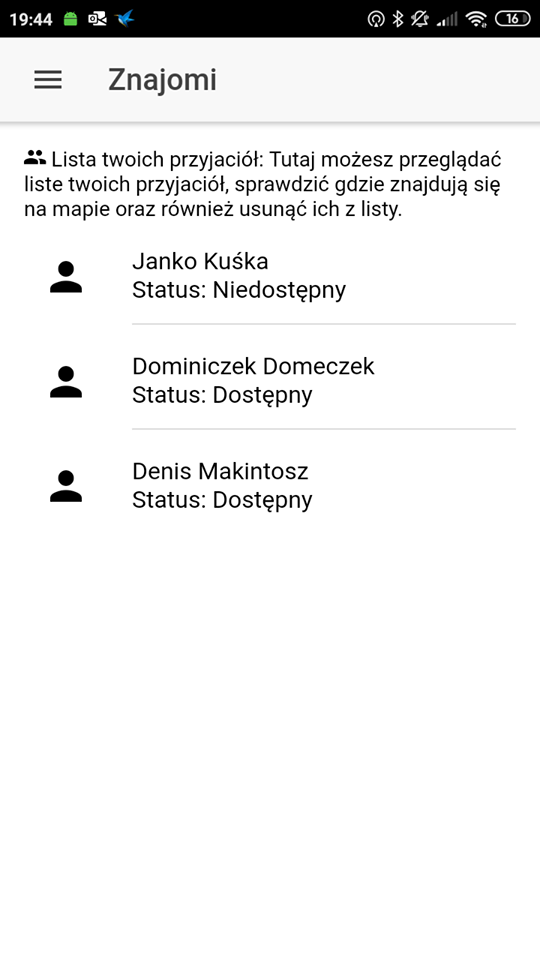 19:44
16
Znajomi
Lista twoich przyjaciół: Tutaj możesz przeglądać
liste twoich przyjaciół, sprawdzić gdzie znajdują się
na mapie oraz również usunąć ich z listy.
Janko Kuśka
Status: Niedostępny
Dominiczek Domeczek
Status: Dostępny
Denis Makintosz
Status: Dostępny